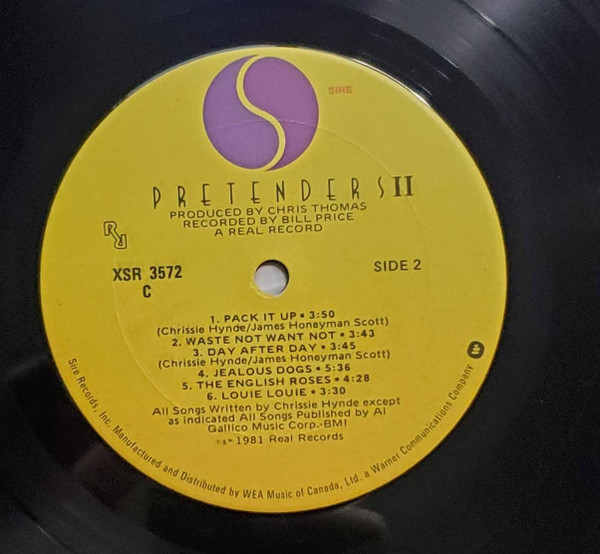 SIRE
PRETENDERS II
PRODUCED BY CHRIS THOMAS
RECORDED BY BILL PRICE
A REAL RECORD
XSR 3572
C
SIDE 2
1. PACK IT UP • 3:50
(Chrissie Hynde/James Honeyman Scott)
2. WASTE NOT WANT NOT • 3:43
3. DAY AFTER DAY • 3:45
(Chrissie Hynde/James Honeyman Scott)
4. JEALOUS DOGS • 5:36
5. THE ENGLISH ROSES • 4:28
6. LOUIE LOUIE • 3:30
All Songs Written by Chrissie Hynde except
as indicated All Songs Published by Al
Gallico Music Corp.-BMI
1981 Real Records
Sire Records, Inc. Manufactured and Distributed by WEA Music of Canada, Ltd. a Warner Communications Company